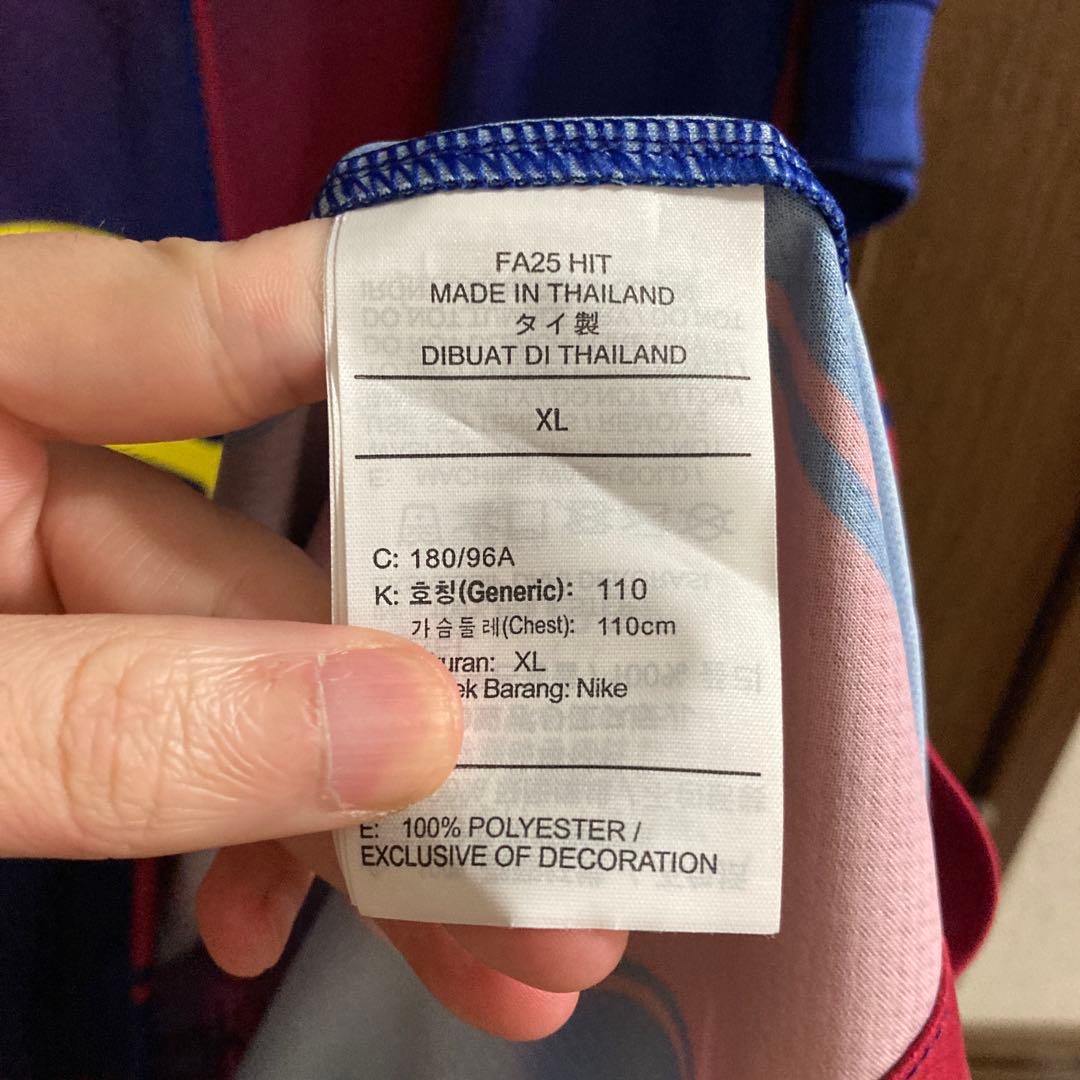 FA25 HIT
MADE IN THAILAND
タイ製
DIBUAT DI THAILAND
XL
C: 180/96A
K: 호칭(Generic): 110
가슴둘레(Chest): 110cm
XL
Barang: Nike
E: 100% POLYESTER /
EXCLUSIVE OF DECORATION